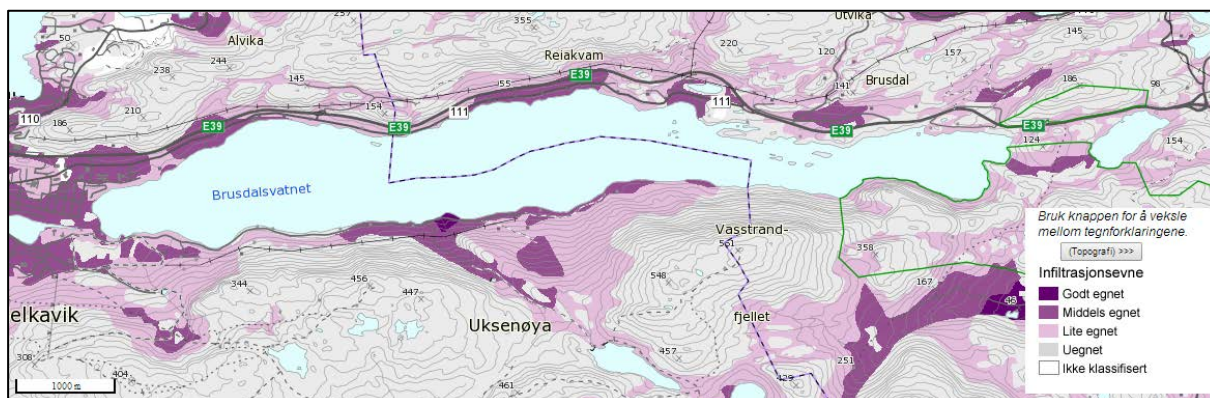 257
355
Utvika
50
Alvika
244
238
Reiakvam
220
120
157
145
145
55
Brusdal
141
186
98
E39
154
111
111
210
110
186
E39
E39
E39
E39
124
154
Brusdalsvatnet
Vasstrand-
561
fjellet
358
167
46
548
456
344
447
elkavik
Uksenøya
457
251
308
404
461
429
1000 m
Bruk knappen for å veksle
mellom tegnforklaringene.
(Topografi) >>>
Infiltrasjonsevne
Godt egnet
Middels egnet
Lite egnet
Uegnet
Ikke klassifisert